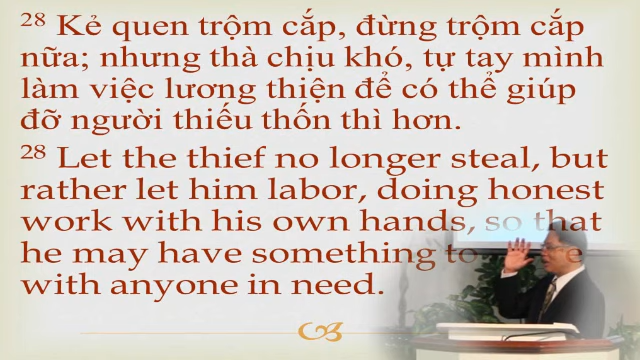 28 Kẻ quen trộm cắp, đừng trộm cắp
nữa; nhưng thà chịu khó, tự tay mình
làm việc lương thiện để có thể giúp
đỡ người thiếu thốn thì hơn.
28 Let the thief no longer steal, but
rather let him labor, doing honest
work with his own hands, so that
he may have something to
with anyone in need.